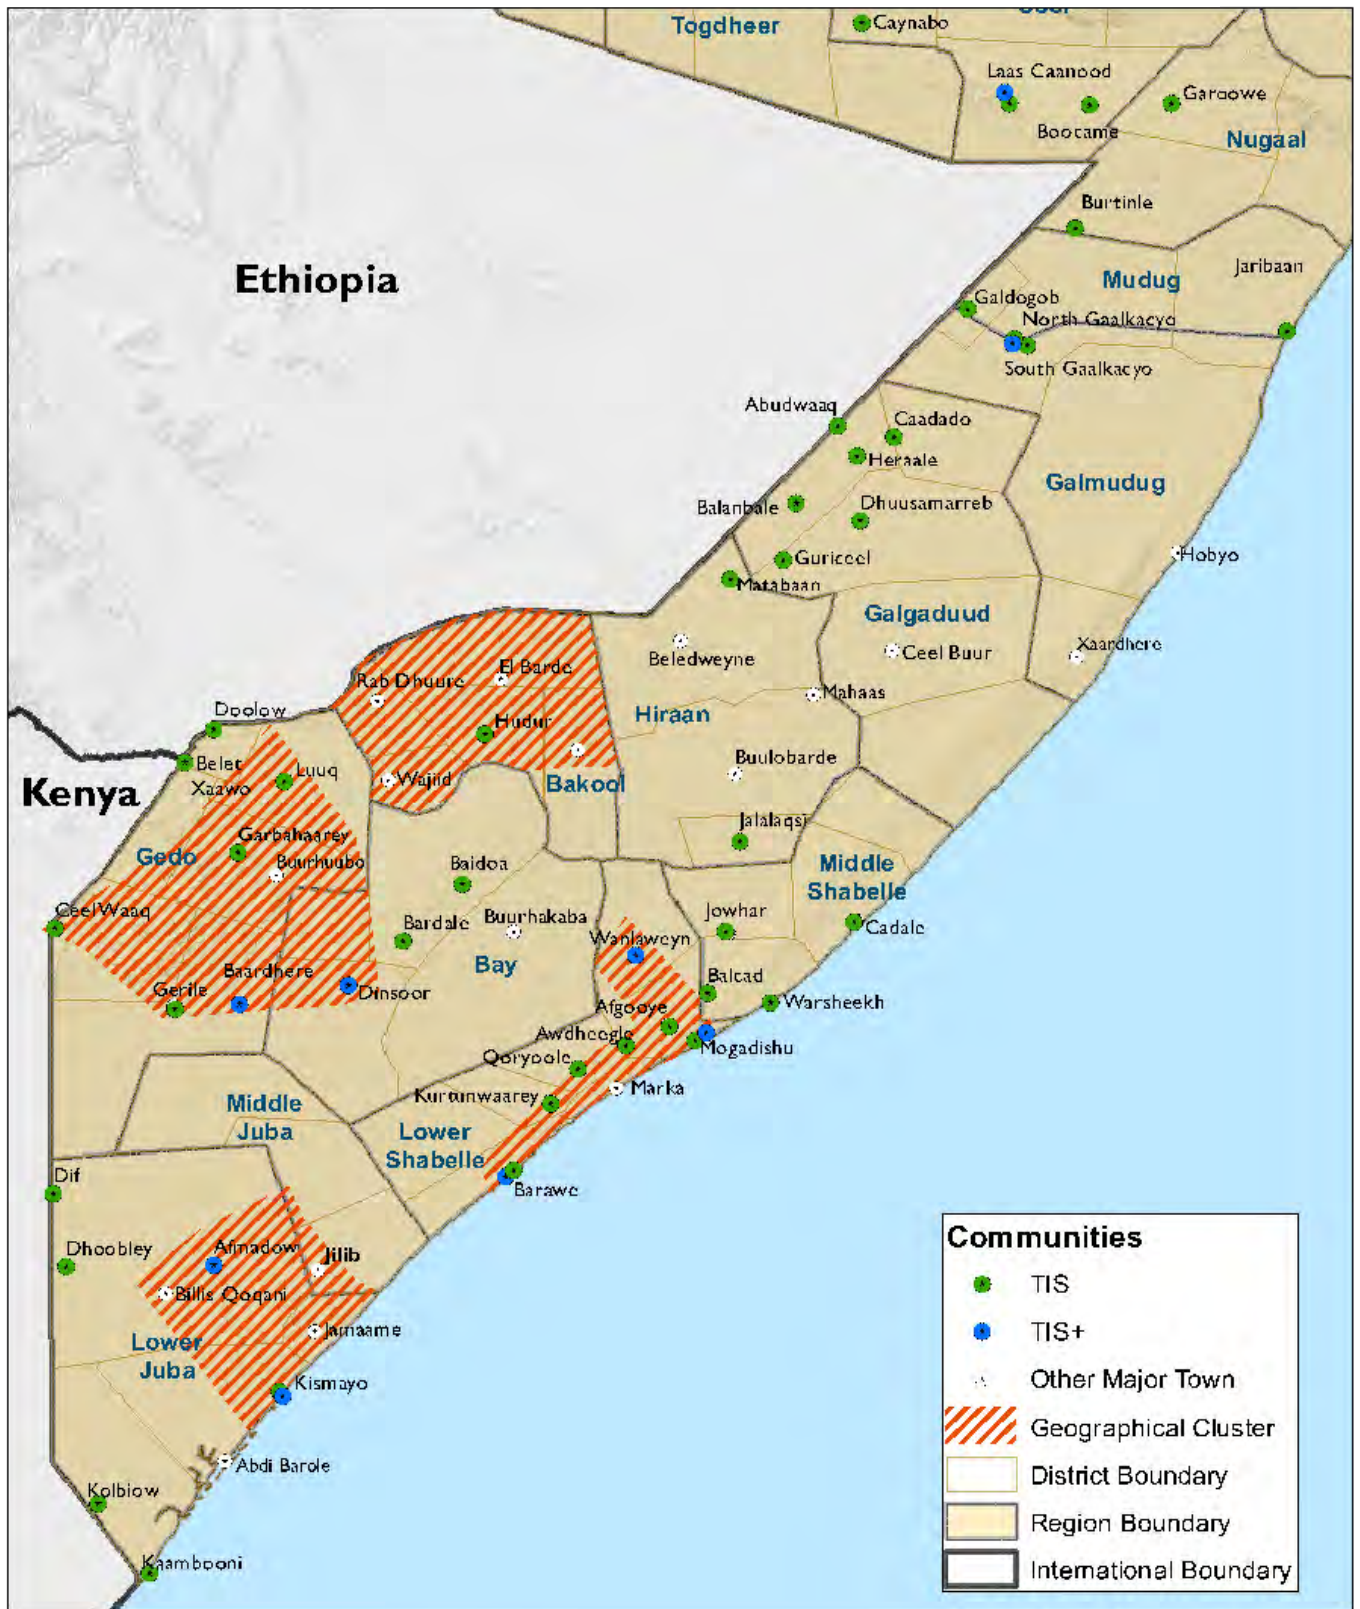 Togdheer
Caynabo
Laas Caanood
Garoowe
Boocame
Nugaal
Burtinle
Ethiopia
Mudug
Jaribaan
Galdogob
North Gaalkacyo
South Gaalkacyo
Abudwaaq
Caadado
Heraale
Galmudug
Balanbale
Dhuusamarreb
Hobyo
Guriceel
Matabaan
Galgaduud
Xaardhere
Beledweyne
Ceel Buur
El Barde
Rab Dhuure
Mahaas
Doolow
Hudur
Hiraan
Belet
Xaawo
Luuq
Buulobarde
Wajiid
Bakool
Kenya
Jalalaqsi
Garbahaarey
Gedo
Buurhuubo
Baidoa
Middle
Shabelle
CeelWaaq
Bardale
Buurhakaba
Jowhar
Cadale
Wanlaweyn
Bay
Baardhere
Gerile
Dinsoor
Balcad
Warsheekh
Afgooye
Awdheegle
Mogadishu
Qoryoole
Marka
Kurtunwaarey
Middle
Juba
Lower
Shabelle
Dif
Barawe
Dhoobley
Afmadow
Jilib
Billis Qoqani
Jamaame
Lower
Juba
Kismayo
Abdi Barole
Kolbiow
Kaambooni
Communities
TIS
TIS+
Other Major Town
Geographical Cluster
District Boundary
Region Boundary
International Boundary